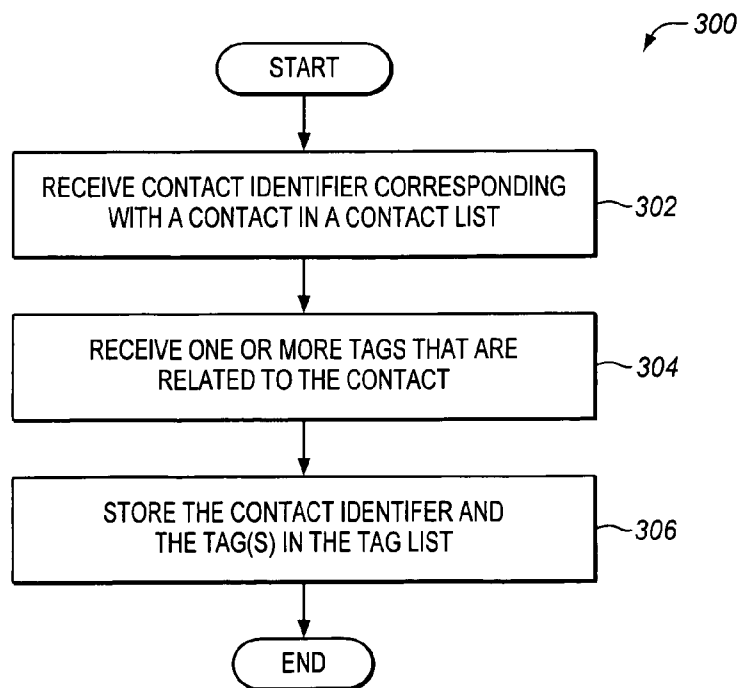 300
START
RECEIVE CONTACT IDENTIFIER CORRESPONDING
WITH A CONTACT IN A CONTACT LIST
302
RECEIVE ONE OR MORE TAGS THAT ARE
RELATED TO THE CONTACT
304
STORE THE CONTACT IDENTIFER AND
THE TAG(S) IN THE TAG LIST
306
END